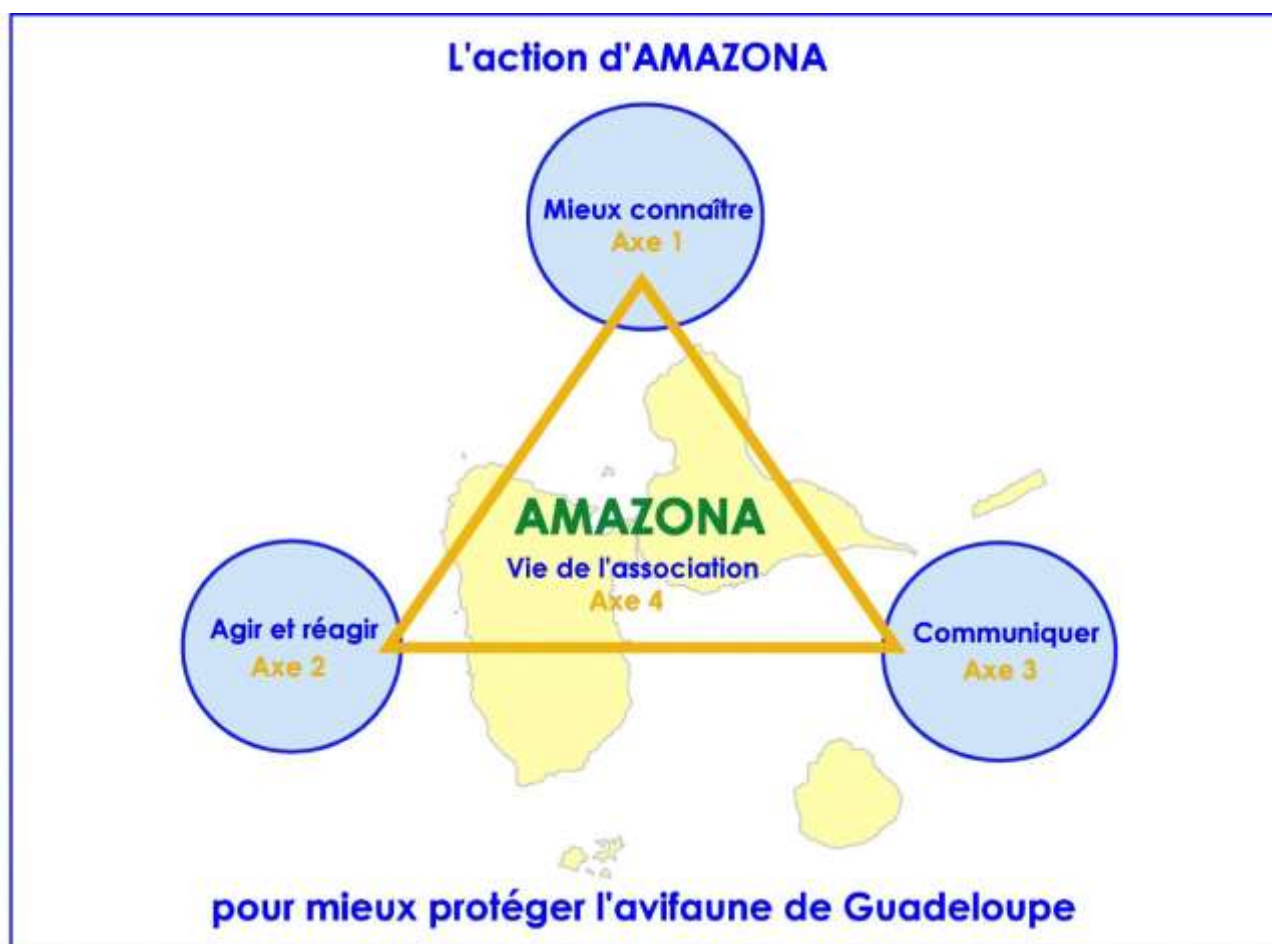 L'action d'AMAZONA
Mieux connaître
Axe 1
AMAZONA
Vie de l'association
Axe 4
Agir et réagir
Axe 2
Communiquer
Axe 3
pour mieux protéger l'avifaune de Guadeloupe